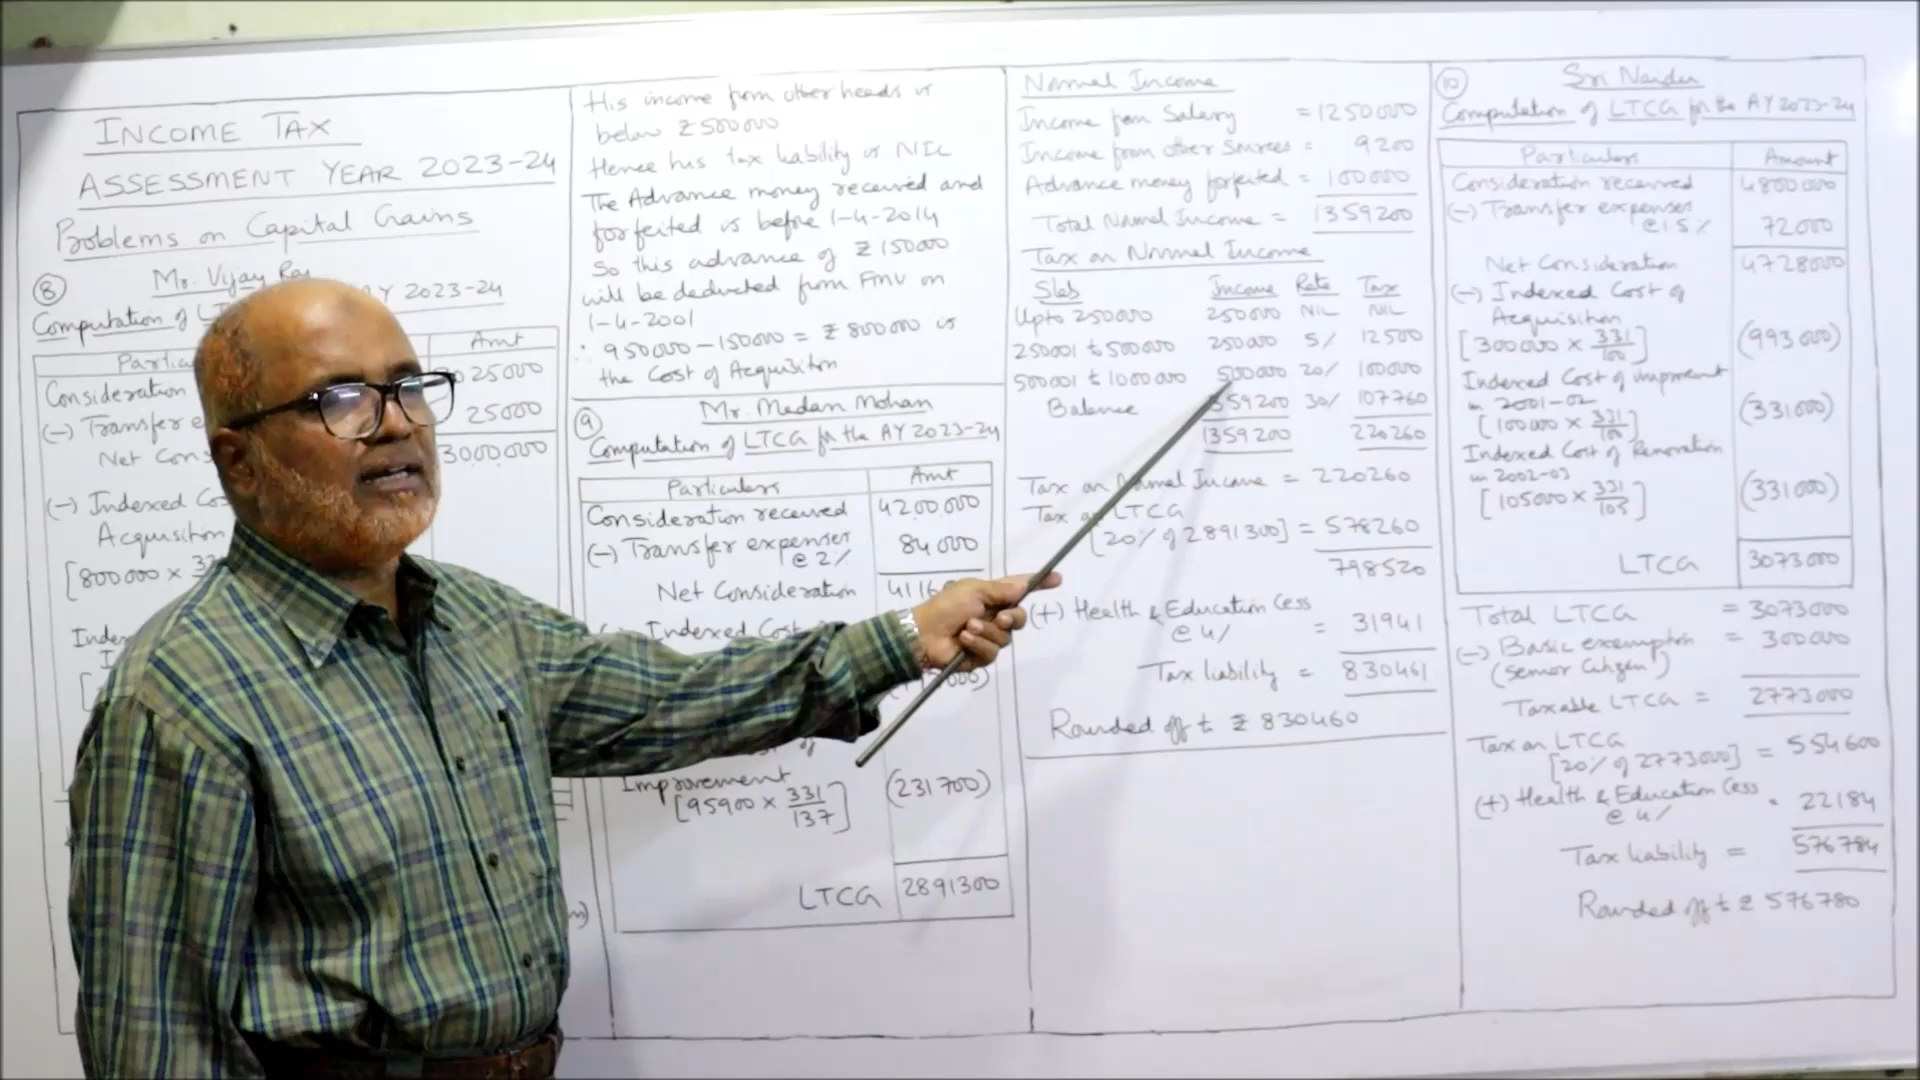 INCOME TAX
ASSESSMENT YEAR 2023-24
Problems on Capital Gains
8 Mr. Vijay Raj
Computation of AY 2023-24
Amt
Consideration 025000
(-) Transfer e 25000
Net Cons 3000000
(-) Indexed Cos
Acquisition
[800000 ×
Index
His income from other heads is
below ₹ 500000
Hence his tax liability is NIL
The Advance money received and
forfeited is before 1-4-2014
So this advance of ₹ 150000
will be deducted from FMV on
1-4-2001
∴ 950000 - 150000 = ₹ 800000 is
the Cost of Acquisition
9 Mr. Madan Mohan
Computation of LTCG for the AY 2023-24
Particulars Amt
Consideration received 4200000
(-) Transfer expenses 84000
@ 2%
Net Consideration 4116
Indexed Cost
Improvement
[95900 × 331/137] (231700)
LTCG 2891300
Normal Income
Income from Salary = 1250000
Income from other Sources = 9200
Advance money forfeited = 100000
Total Normal Income = 1359200
Tax on Normal Income
Slab Income Rate Tax
Upto 250000 250000 NIL NIL
250001 to 500000 250000 5% 12500
500001 to 1000000 500000 20% 100000
Balance 359200 30% 107760
1359200 220260
Tax on Normal Income = 220260
Tax on LTCG
[20% of 2891300] = 578260
798520
(+) Health & Education Cess
@ 4% = 31941
Tax liability = 830461
Rounded off to ₹ 830460
10 Sri Nandu
Computation of LTCG for the AY 2023-24
Particulars Amount
Consideration received 4800000
(-) Transfer expenses
@ 1.5% 72000
Net Consideration 4728000
(-) Indexed Cost of
Acquisition
[300000 × 331/100] (993000)
Indexed Cost of improvement
in 2001-02 (331000)
[100000 × 331/100]
Indexed Cost of Renovation
in 2002-03
[105000 × 331/105] (331000)
LTCG 3073000
Total LTCG = 3073000
(-) Basic exemption = 300000
(Senior Citizen)
Taxable LTCG = 2773000
Tax on LTCG
[20% of 2773000] = 554600
(+) Health & Education Cess
@ 4% 22184
Tax liability = 576784
Rounded off to ₹ 576780